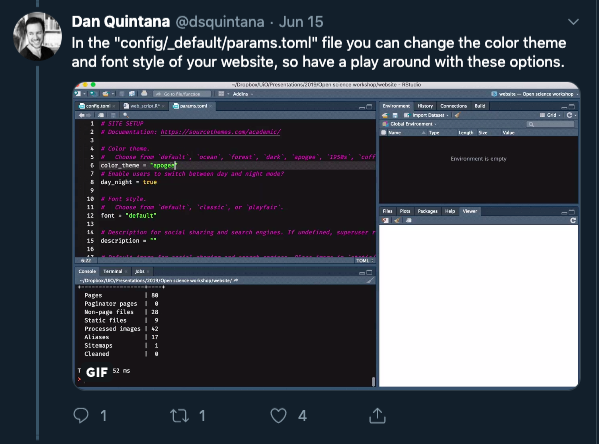 Dan Quintana @dsquintana · Jun 15
In the "config/_default/params.toml" file you can change the color theme
and font style of your website, so have a play around with these options.
~/Dropbox/UiO/Presentations/2019/Open science workshop/website - RStudio
Go to file/function
Addins
website — Open science workshop
config.toml
web_script.R*
params.toml
1 # SITE SETUP
2 # Documentation: https://sourcethemes.com/academic/
3
4 # Color theme.
5 # Choose from `default`, `ocean`, `forest`, `dark`, `apogee`, `1950s`, `coff
6 color_theme = "apogee"
7 # Enable users to switch between day and night mode?
8 day_night = true
9
10 # Font style.
11 # Choose from `default`, `classic`, or `playfair`.
12 font = "default"
13
14 # Description for social sharing and search engines. If undefined, superuser r
15 description = ""
16
6:22
TOML
Environment History Connections Build
Import Dataset
Grid
Global Environment
Name Type Length Size Value
Environment is empty
Files Plots Packages Help Viewer
Console Terminal Jobs
~/Dropbox/UiO/Presentations/2019/Open science workshop/website/
Pages | 80
Paginator pages | 0
Non-page files | 28
Static files | 9
Processed images | 42
Aliases | 17
Sitemaps | 1
Cleaned | 0
T
GIF
52 ms
>
1
1
4